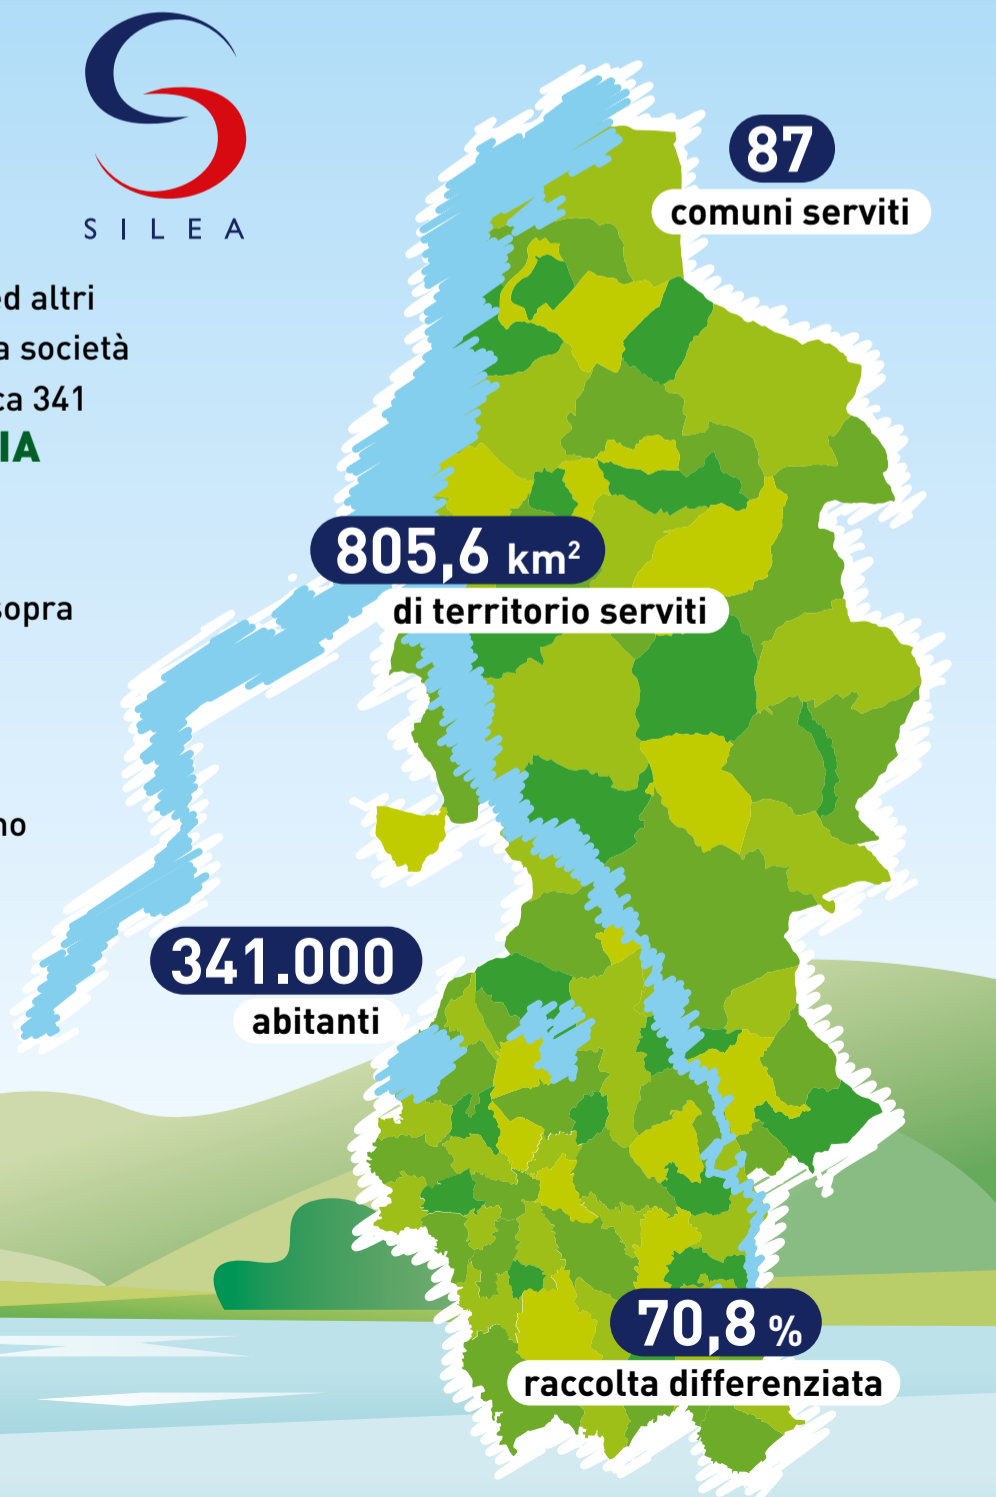 SILEA
87
comuni serviti
ed altri
a società
ca 341
IA
805,6 km²
di territorio serviti
sopra
no
341.000
abitanti
70,8 %
raccolta differenziata